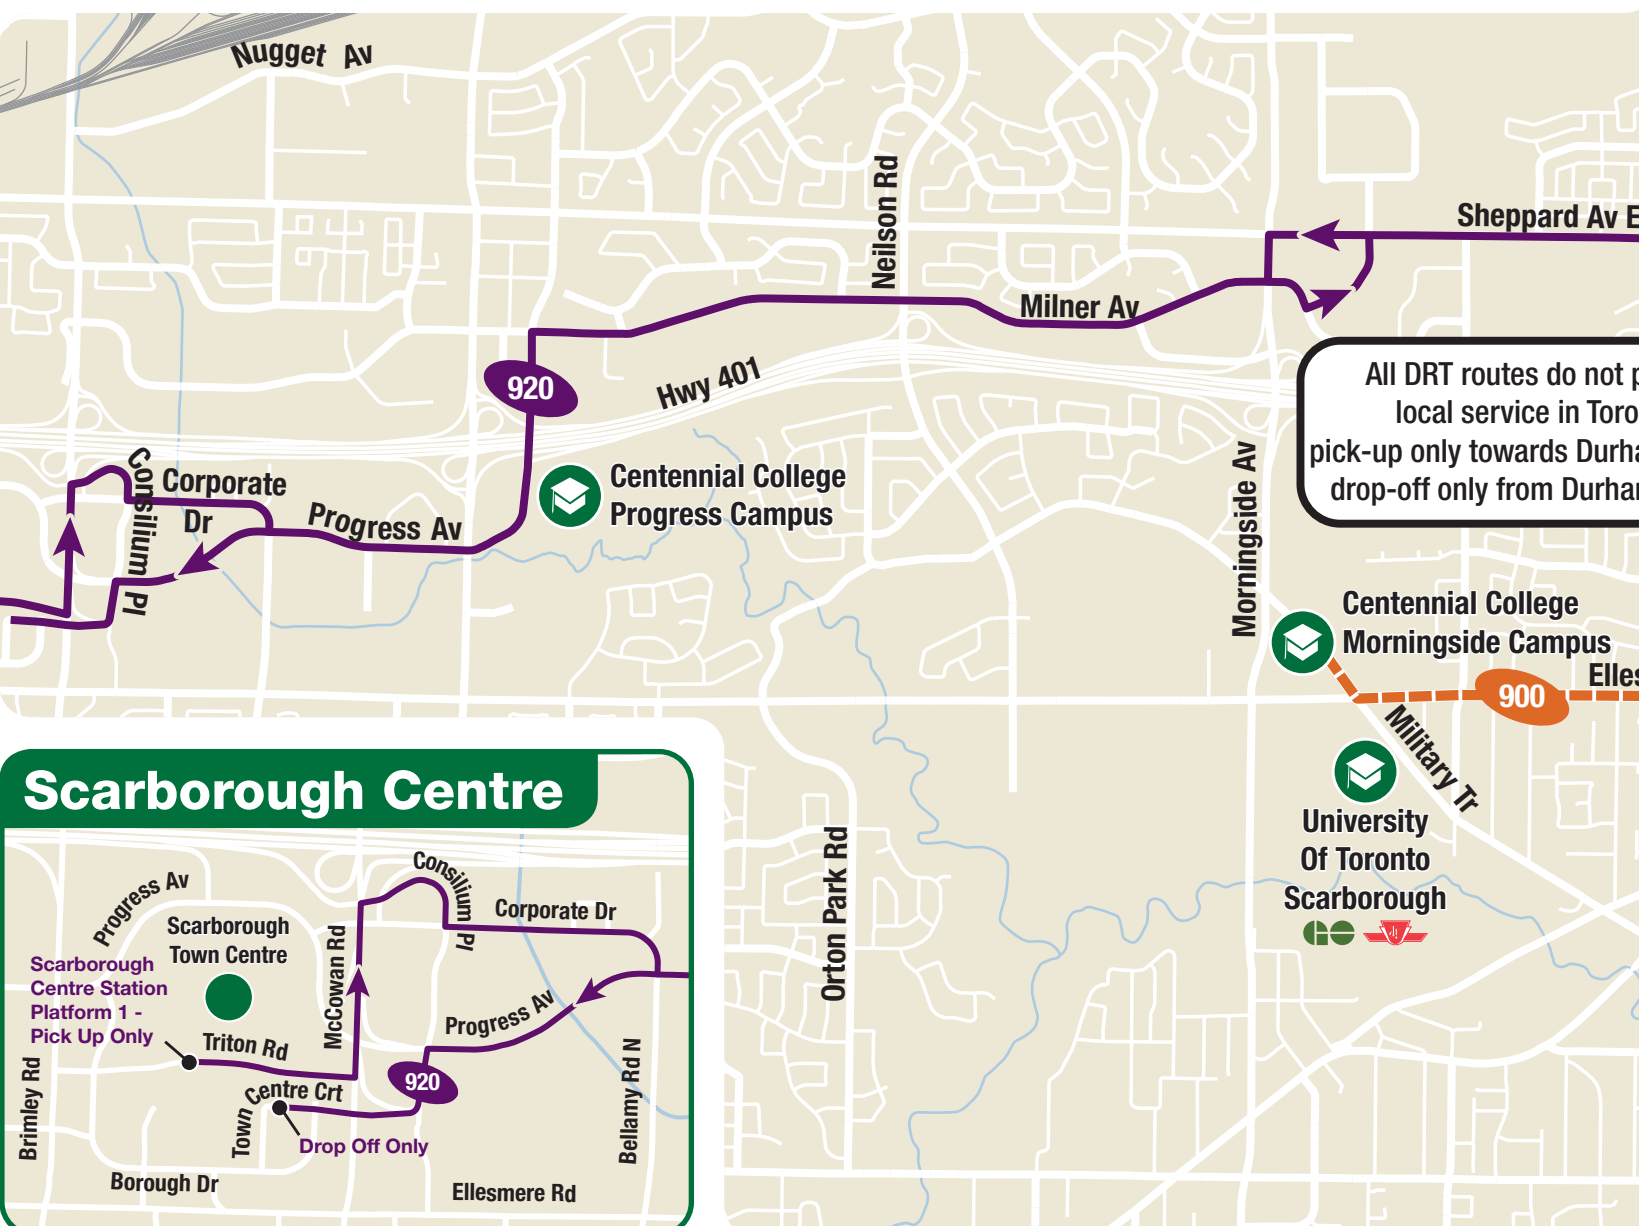 Nugget Av
Neilson Rd
Sheppard Av E
Milner Av
920
Hwy 401
All DRT routes do not p
local service in Toro
pick-up only towards Durha
drop-off only from Durhar
Consilium Pl
Corporate
Dr
Progress Av
Centennial College
Progress Campus
Morningside Av
Centennial College
Morningside Campus
Elles
900
Military Tr
University
Of Toronto
Scarborough
GO
Orton Park Rd
Scarborough Centre
Progress Av
Consilium Pl
Corporate Dr
Scarborough
Town Centre
McCowan Rd
Scarborough
Centre Station
Platform 1 -
Pick Up Only
Triton Rd
Progress Av
920
Town Centre Crt
Drop Off Only
Brimley Rd
Bellamy Rd N
Borough Dr
Ellesmere Rd